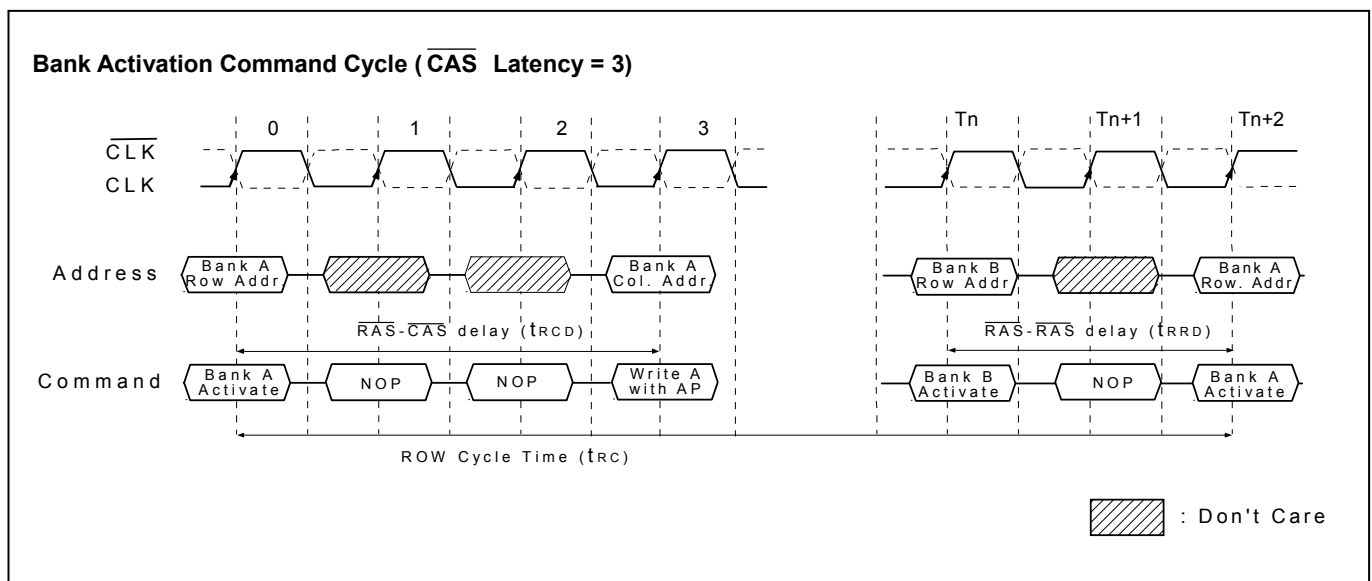 Bank Activation Command Cycle ( CAS Latency = 3)
0 1 2 3 Tn Tn+1 Tn+2
CLK
CLK
Address
Bank A
Row Addr.
Bank A
Col. Addr.
Bank B
Row Addr
Bank A
Row. Addr
RAS-CAS delay (tRCD)
RAS-RAS delay (tRRD)
Command
Bank A
Activate
NOP
NOP
Write A
with AP
Bank B
Activate
NOP
Bank A
Activate
ROW Cycle Time (tRC)
: Don't Care